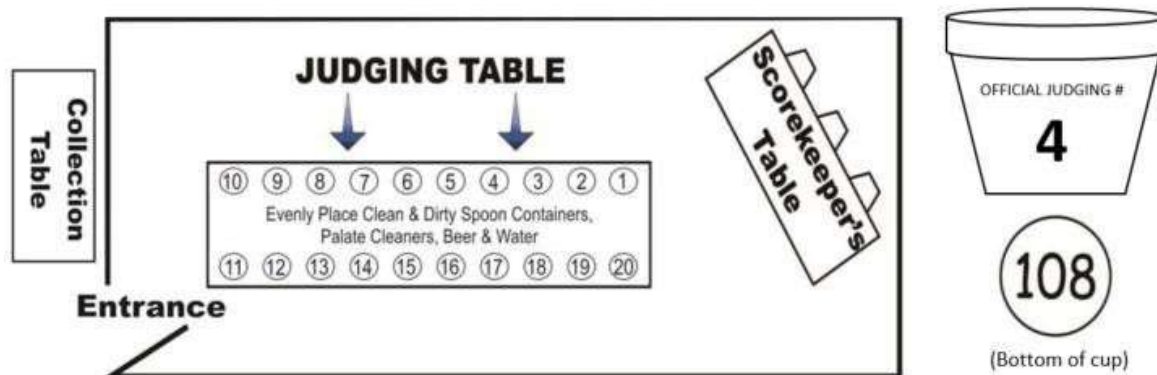 Collection
Table
JUDGING TABLE
10 9 8 7 6 5 4 3 2 1
Evenly Place Clean & Dirty Spoon Containers,
Palate Cleaners, Beer & Water
11 12 13 14 15 16 17 18 19 20
Entrance
Scorekeeper's
Table
OFFICIAL JUDGING #
4
108
(Bottom of cup)